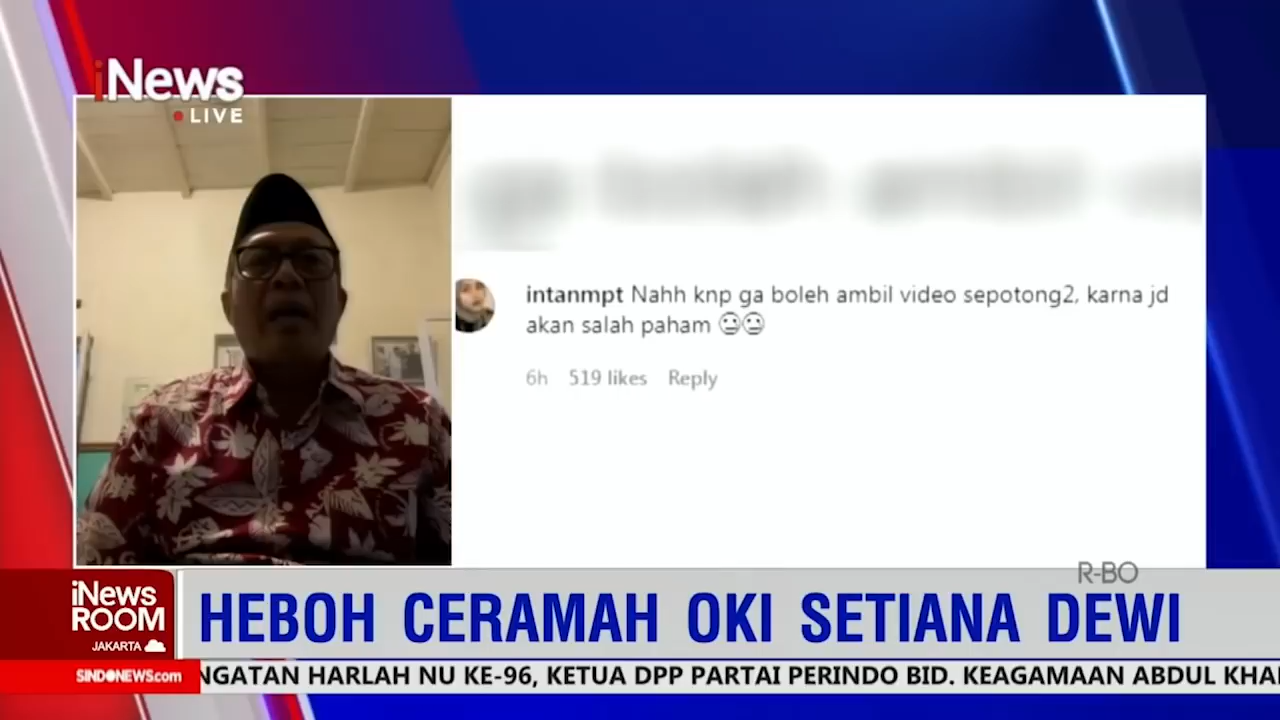 iNews
LIVE
intanmpt Nahh knp ga boleh ambil video sepotong2, karna jd
akan salah paham 😐😐
6h 519 likes Reply
R-BO
iNews
ROOM
JAKARTA
HEBOH CERAMAH OKI SETIANA DEWI
SINDONEWS.com
NGATAN HARLAH NU KE-96, KETUA DPP PARTAI PERINDO BID. KEAGAMAAN ABDUL KHA